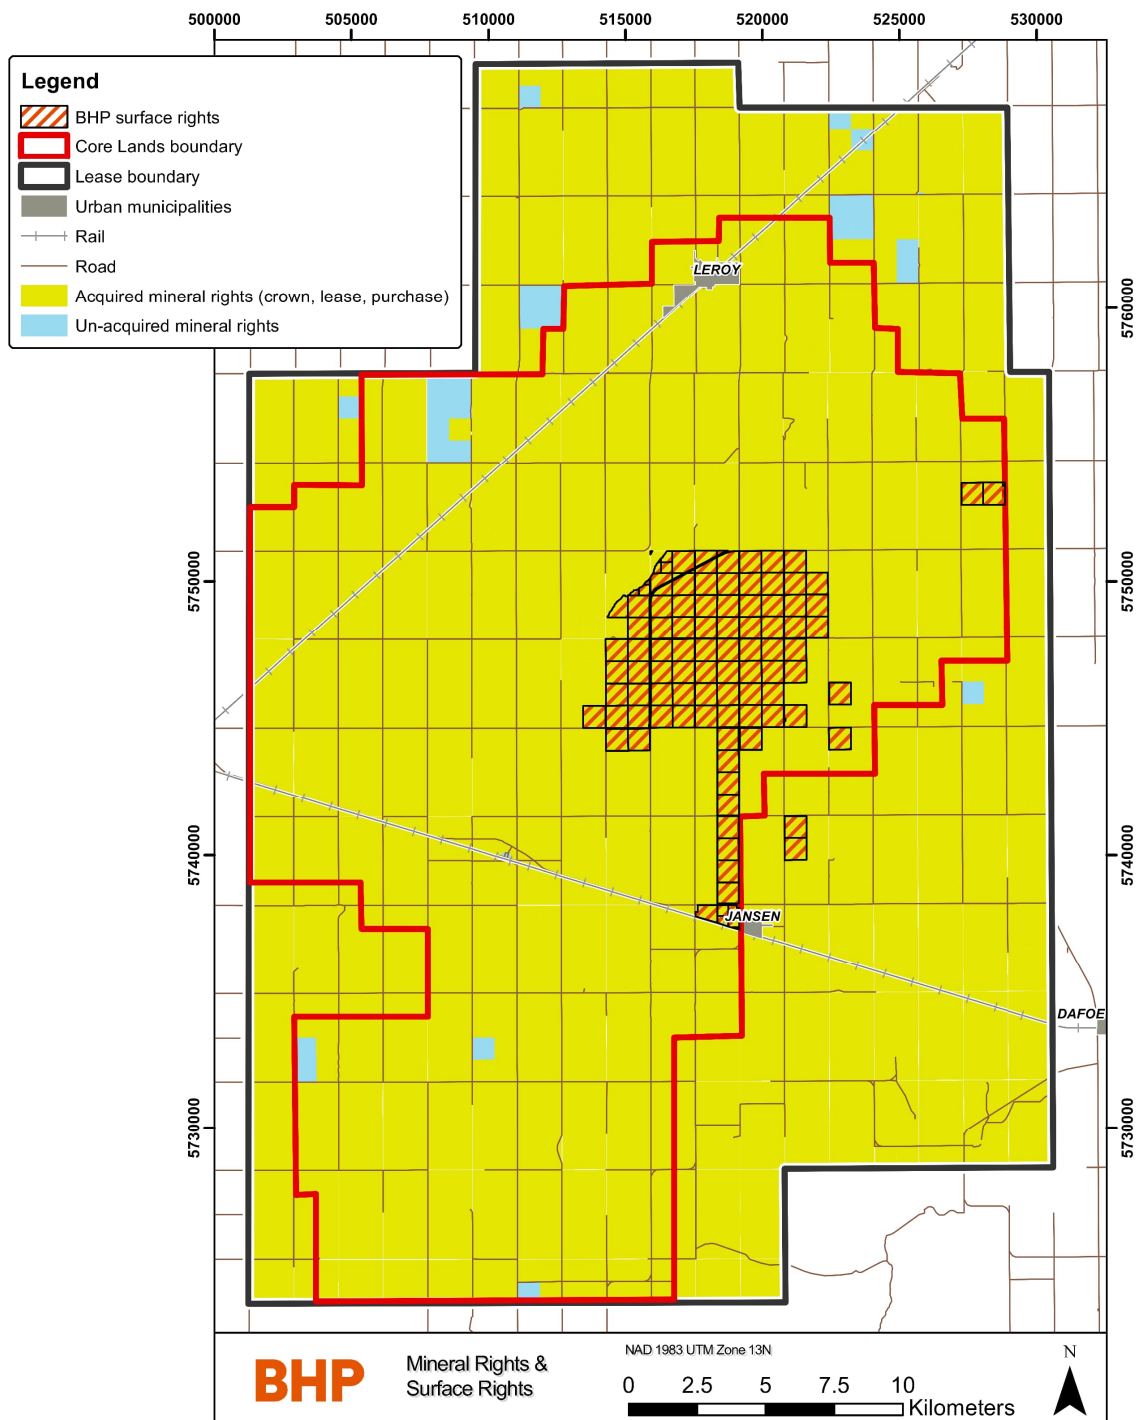 500000 505000 510000 515000 520000 525000 530000
Legend
BHP surface rights
Core Lands boundary
Lease boundary
Urban municipalities
Rail
Road
Acquired mineral rights (crown, lease, purchase)
Un-acquired mineral rights
LEROY
5760000
5750000 5750000
5740000 5740000
JANSEN
DAFOE
5730000 5730000
BHP
Mineral Rights &
Surface Rights
NAD 1983 UTM Zone 13N
0 2.5 5 7.5 10
Kilometers
N